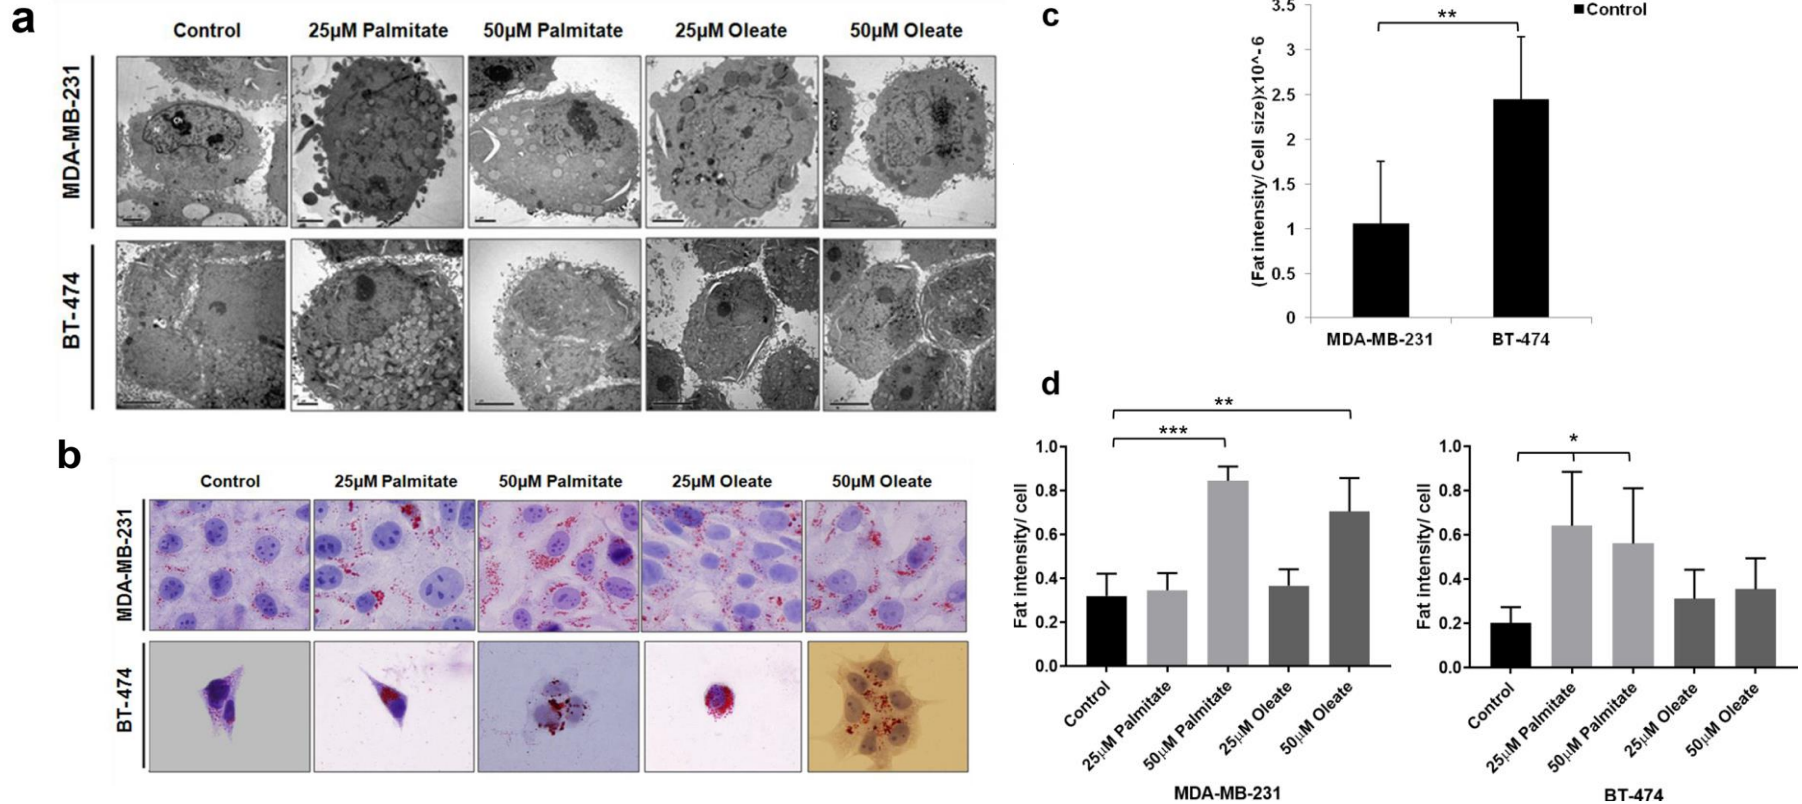 a
Control 25µM Palmitate 50µM Palmitate 25µM Oleate 50µM Oleate
MDA-MB-231
BT-474
b
Control 25µM Palmitate 50µM Palmitate 25µM Oleate 50µM Oleate
MDA-MB-231
BT-474
c
Control
**
(Fat intensity/ Cell size)x10^-6
3.5
3
2.5
2
1.5
1
0.5
0
MDA-MB-231 BT-474
d
**
***
Fat intensity/ cell
1.0
0.8
0.6
0.4
0.2
0.0
Control 25µM Palmitate 50µM Palmitate 25µM Oleate 50µM Oleate
MDA-MB-231
*
Fat intensity/ cell
1.0
0.8
0.6
0.4
0.2
0.0
Control 25µM Palmitate 50µM Palmitate 25µM Oleate 50µM Oleate
BT-474